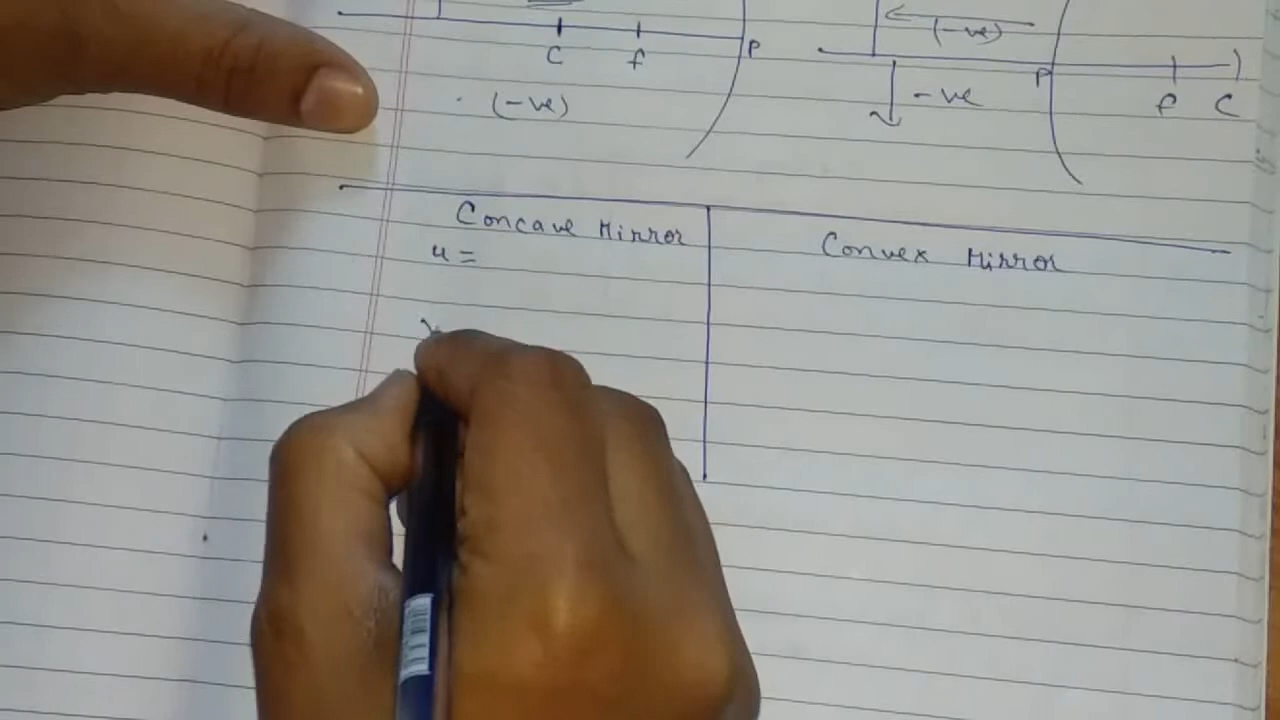 C f P
(-ve)
(-ve)
P f C
-ve
Concave Mirror
u =
Convex Mirror